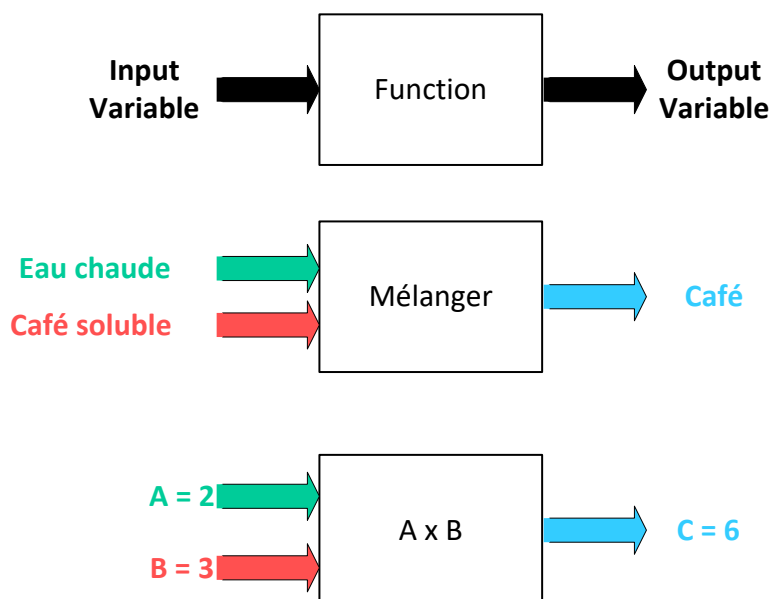 Input
Variable
Function
Output
Variable
Eau chaude
Café soluble
Mélanger
Café
A = 2
B = 3
A x B
C = 6